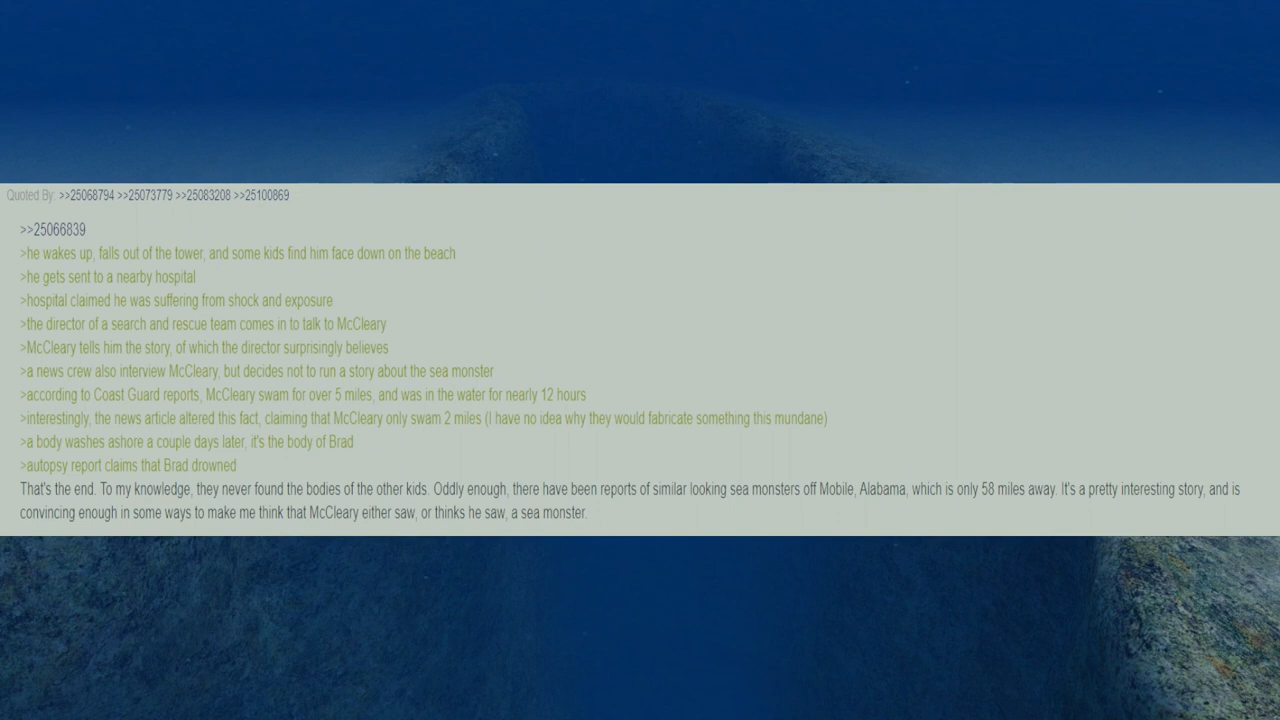 Quoted By: >>25068794 >>25073779 >>25083208 >>25100869
>>25066839
>he wakes up, falls out of the tower, and some kids find him face down on the beach
>he gets sent to a nearby hospital
>hospital claimed he was suffering from shock and exposure
>the director of a search and rescue team comes in to talk to McCleary
>McCleary tells him the story, of which the director surprisingly believes
>a news crew also interview McCleary, but decides not to run a story about the sea monster
>according to Coast Guard reports, McCleary swam for over 5 miles, and was in the water for nearly 12 hours
>interestingly, the news article altered this fact, claiming that McCleary only swam 2 miles (I have no idea why they would fabricate something this mundane)
>a body washes ashore a couple days later, it's the body of Brad
>autopsy report claims that Brad drowned
That's the end. To my knowledge, they never found the bodies of the other kids. Oddly enough, there have been reports of similar looking sea monsters off Mobile, Alabama, which is only 58 miles away. It's a pretty interesting story, and is
convincing enough in some ways to make me think that McCleary either saw, or thinks he saw, a sea monster.